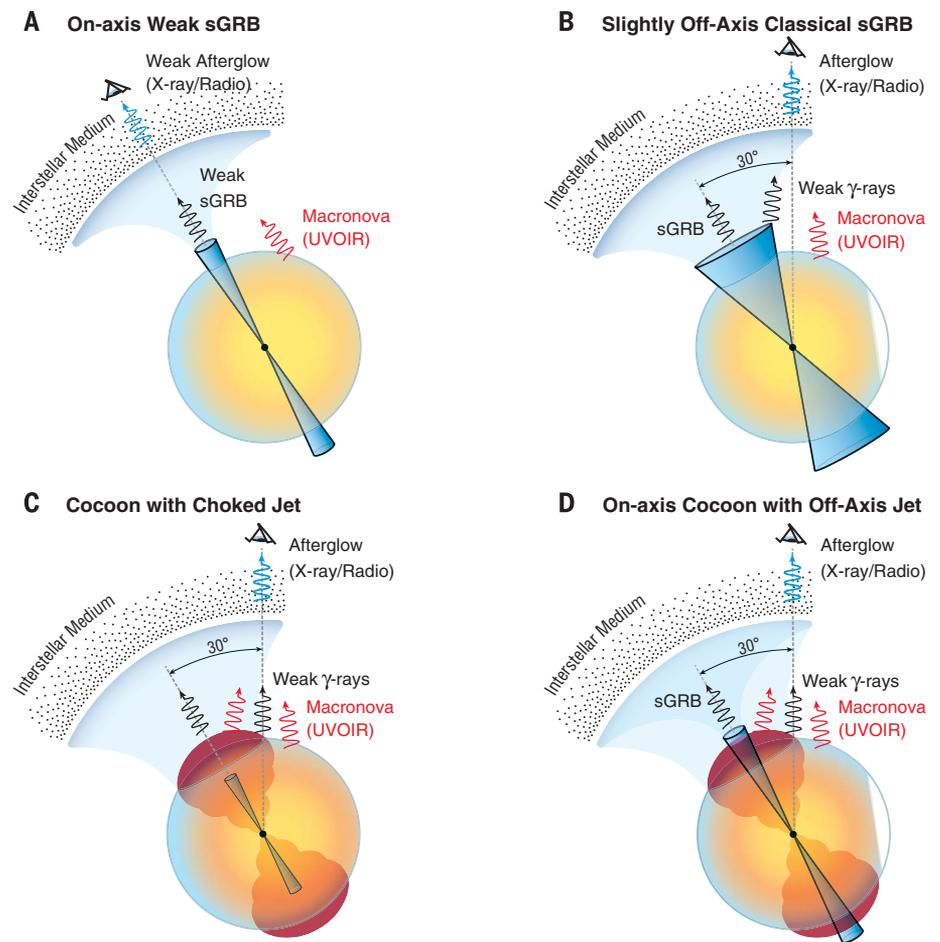 A On-axis Weak sGRB
Weak Afterglow
(X-ray/Radio)
Interstellar Medium
Weak
sGRB
Macronova
(UVOIR)
B Slightly Off-Axis Classical sGRB
Afterglow
(X-ray/Radio)
Interstellar Medium
30°
Weak γ-rays
sGRB
Macronova
(UVOIR)
C Cocoon with Choked Jet
Afterglow
(X-ray/Radio)
Interstellar Medium
30°
Weak γ-rays
Macronova
(UVOIR)
D On-axis Cocoon with Off-Axis Jet
Afterglow
(X-ray/Radio)
Interstellar Medium
30°
Weak γ-rays
sGRB
Macronova
(UVOIR)